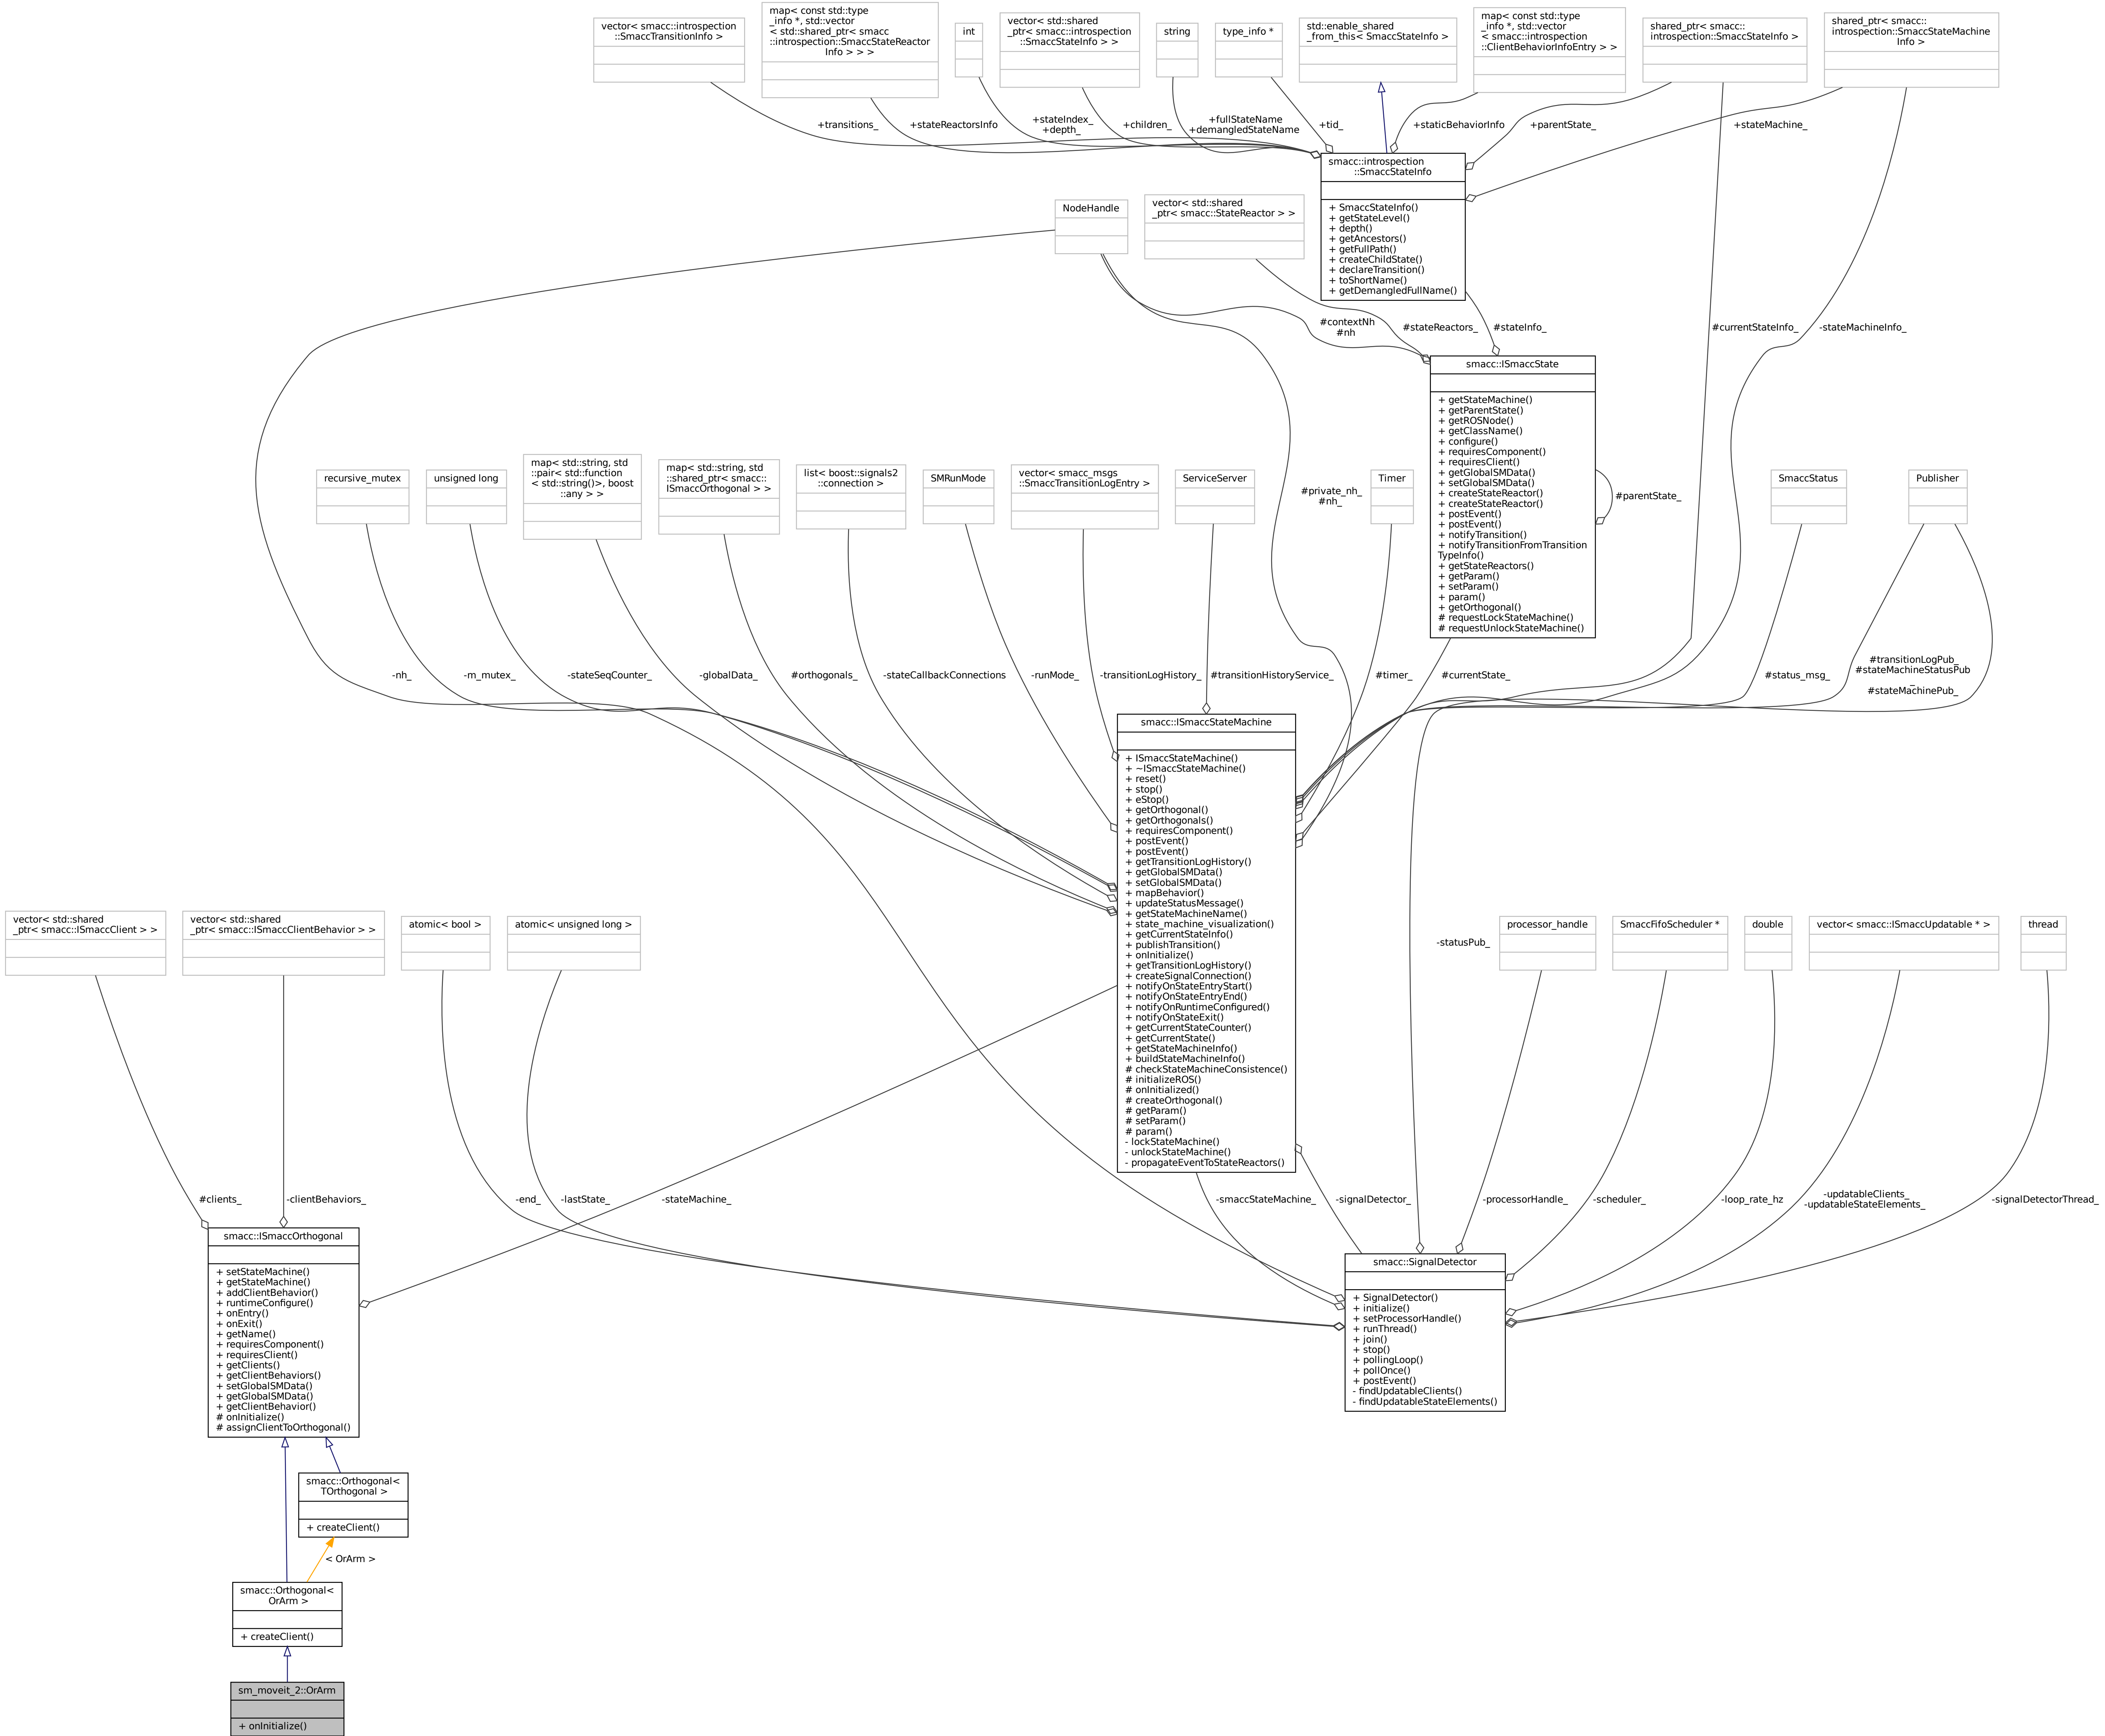 vector< smacc::introspection
::SmaccTransitionInfo >
map< const std::type
_info *, std::vector
< std::shared_ptr< smacc
::introspection::SmaccStateReactor
Info > > >
int
vector< std::shared
_ptr< smacc::introspection
::SmaccStateInfo > >
string
type_info *
std::enable_shared
_from_this< SmaccStateInfo >
map< const std::type
_info *, std::vector
< smacc::introspection
::ClientBehaviorInfoEntry > >
shared_ptr< smacc::
introspection::SmaccStateInfo >
shared_ptr< smacc::
introspection::SmaccStateMachine
Info >
+transitions_
+stateReactorsInfo
+stateIndex_
+depth_
+children_
+fullStateName
+demangledStateName
+tid_
+staticBehaviorInfo
+parentState_
+stateMachine_
smacc::introspection
::SmaccStateInfo
+ SmaccStateInfo()
+ getStateLevel()
+ depth()
+ getAncestors()
+ getFullPath()
+ createChildState()
+ declareTransition()
+ toShortName()
+ getDemangledFullName()
NodeHandle
vector< std::shared
_ptr< smacc::StateReactor > >
#contextNh
#nh
#stateReactors_
#stateInfo_
#currentStateInfo_
-stateMachineInfo_
smacc::ISmaccState
+ getStateMachine()
+ getParentState()
+ getROSNode()
+ getClassName()
+ configure()
+ requiresComponent()
+ requiresClient()
+ getGlobalSMData()
+ setGlobalSMData()
+ createStateReactor()
+ createStateReactor()
+ postEvent()
+ postEvent()
+ notifyTransition()
+ notifyTransitionFromTransition
TypeInfo()
+ getStateReactors()
+ getParam()
+ setParam()
+ param()
+ getOrthogonal()
# requestLockStateMachine()
# requestUnlockStateMachine()
#parentState_
recursive_mutex
unsigned long
map< std::string, std
::pair< std::function
< std::string()>, boost
::any > >
map< std::string, std
::shared_ptr< smacc::
ISmaccOrthogonal > >
list< boost::signals2
::connection >
SMRunMode
vector< smacc_msgs
::SmaccTransitionLogEntry >
ServiceServer
#private_nh_
#nh_
Timer
SmaccStatus
Publisher
-nh_
-m_mutex_
-stateSeqCounter_
-globalData_
#orthogonals_
-stateCallbackConnections
-runMode_
-transitionLogHistory_
#transitionHistoryService_
#timer_
#currentState_
#status_msg_
#transitionLogPub_
#stateMachineStatusPub
_
#stateMachinePub_
smacc::ISmaccStateMachine
+ ISmaccStateMachine()
+ ~ISmaccStateMachine()
+ reset()
+ stop()
+ eStop()
+ getOrthogonal()
+ getOrthogonals()
+ requiresComponent()
+ postEvent()
+ postEvent()
+ getTransitionLogHistory()
+ getGlobalSMData()
+ setGlobalSMData()
+ mapBehavior()
+ updateStatusMessage()
+ getStateMachineName()
+ state_machine_visualization()
+ getCurrentStateInfo()
+ publishTransition()
+ onInitialize()
+ getTransitionLogHistory()
+ createSignalConnection()
+ notifyOnStateEntryStart()
+ notifyOnStateEntryEnd()
+ notifyOnRuntimeConfigured()
+ notifyOnStateExit()
+ getCurrentStateCounter()
+ getCurrentState()
+ getStateMachineInfo()
+ buildStateMachineInfo()
# checkStateMachineConsistence()
# initializeROS()
# onInitialized()
# createOrthogonal()
# getParam()
# setParam()
# param()
- lockStateMachine()
- unlockStateMachine()
- propagateEventToStateReactors()
vector< std::shared
_ptr< smacc::ISmaccClient > >
vector< std::shared
_ptr< smacc::ISmaccClientBehavior > >
atomic< bool >
atomic< unsigned long >
-statusPub_
processor_handle
SmaccFifoScheduler *
double
vector< smacc::ISmaccUpdatable * >
thread
#clients_
-clientBehaviors_
-end_
-lastState_
-stateMachine_
-smaccStateMachine_
-signalDetector_
-processorHandle_
-scheduler_
-loop_rate_hz
-updatableClients_
-updatableStateElements_
-signalDetectorThread_
smacc::ISmaccOrthogonal
+ setStateMachine()
+ getStateMachine()
+ addClientBehavior()
+ runtimeConfigure()
+ onEntry()
+ onExit()
+ getName()
+ requiresComponent()
+ requiresClient()
+ getClients()
+ getClientBehaviors()
+ setGlobalSMData()
+ getGlobalSMData()
+ getClientBehavior()
# onInitialize()
# assignClientToOrthogonal()
smacc::SignalDetector
+ SignalDetector()
+ initialize()
+ setProcessorHandle()
+ runThread()
+ join()
+ stop()
+ pollingLoop()
+ pollOnce()
+ postEvent()
- findUpdatableClients()
- findUpdatableStateElements()
smacc::Orthogonal<
TOrthogonal >
+ createClient()
< OrArm >
smacc::Orthogonal<
OrArm >
+ createClient()
sm_moveit_2::OrArm
+ onInitialize()